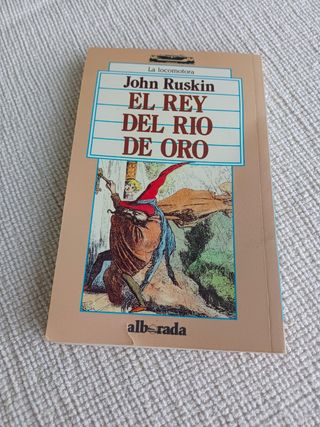 La locomotora
John Ruskin
EL REY
DEL RIO
DE ORO
alborada